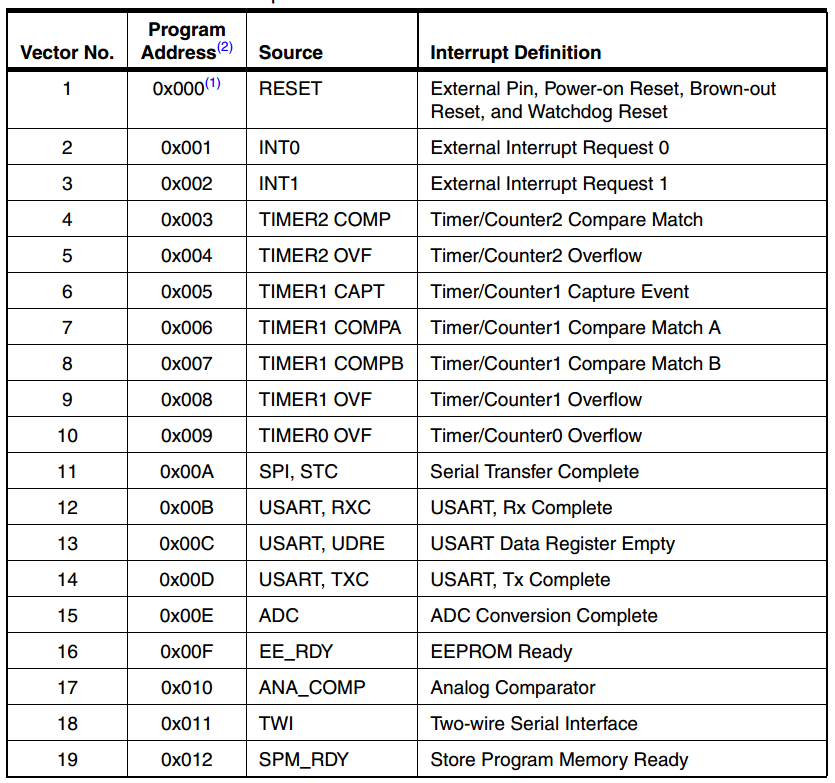 Vector No. Program Address(2) Source Interrupt Definition
1 0x000(1) RESET External Pin, Power-on Reset, Brown-out
Reset, and Watchdog Reset
2 0x001 INT0 External Interrupt Request 0
3 0x002 INT1 External Interrupt Request 1
4 0x003 TIMER2 COMP Timer/Counter2 Compare Match
5 0x004 TIMER2 OVF Timer/Counter2 Overflow
6 0x005 TIMER1 CAPT Timer/Counter1 Capture Event
7 0x006 TIMER1 COMPA Timer/Counter1 Compare Match A
8 0x007 TIMER1 COMPB Timer/Counter1 Compare Match B
9 0x008 TIMER1 OVF Timer/Counter1 Overflow
10 0x009 TIMER0 OVF Timer/Counter0 Overflow
11 0x00A SPI, STC Serial Transfer Complete
12 0x00B USART, RXC USART, Rx Complete
13 0x00C USART, UDRE USART Data Register Empty
14 0x00D USART, TXC USART, Tx Complete
15 0x00E ADC ADC Conversion Complete
16 0x00F EE_RDY EEPROM Ready
17 0x010 ANA_COMP Analog Comparator
18 0x011 TWI Two-wire Serial Interface
19 0x012 SPM_RDY Store Program Memory Ready